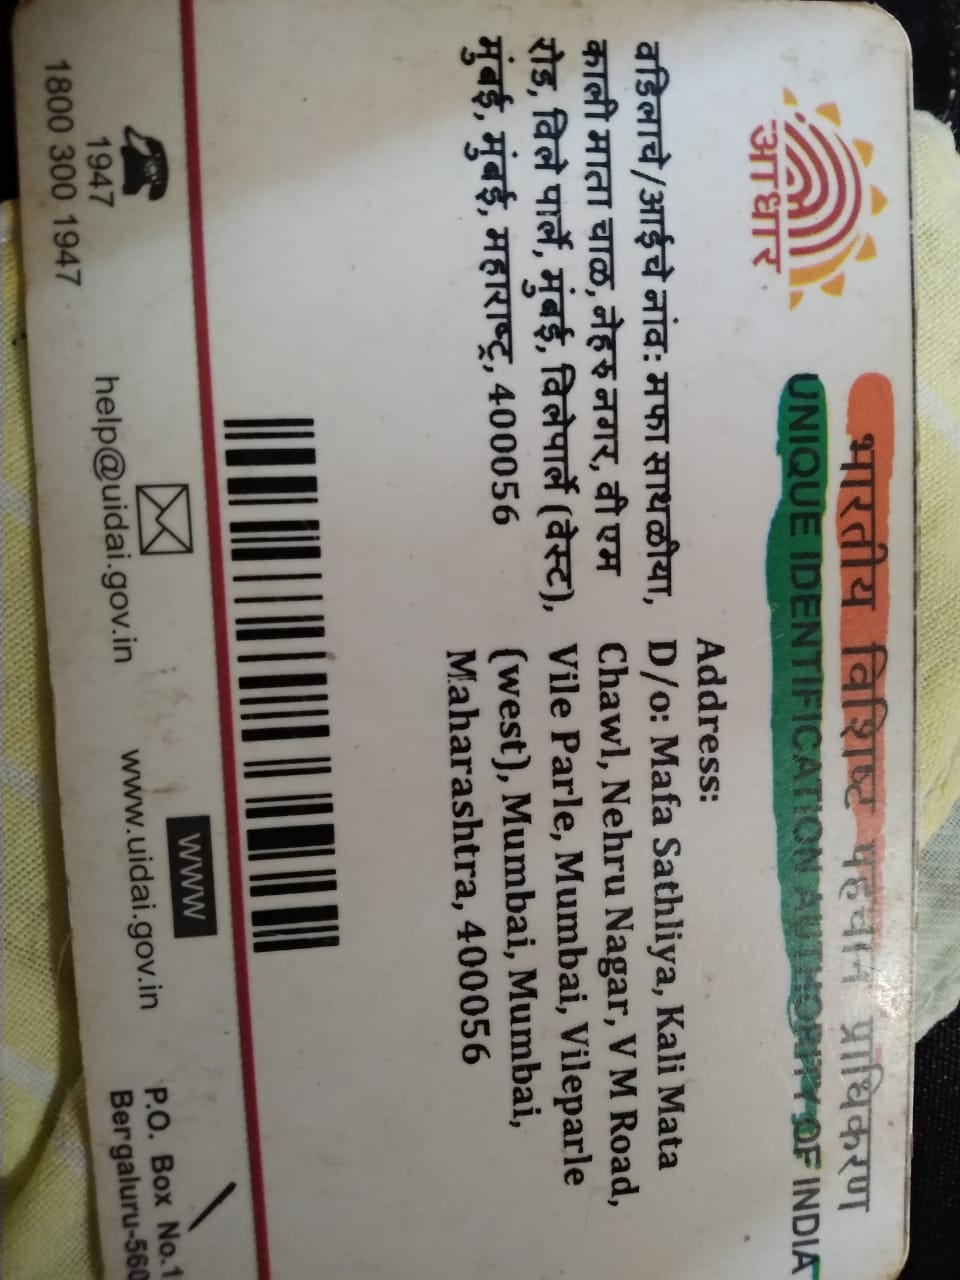 भारतीय विशिष्ट पहचान प्राधिकरण
UNIQUE IDENTIFICATION AUTHORITY OF INDIA
आधार
वडिलाचे/आईचे नांव: मफा साथळीया,
काली माता चाळ, नेहरु नगर, वी एम
रोड, विले पार्ले, मुंबई, विलेपार्ले (वेस्ट),
मुंबई, मुंबई, महाराष्ट्र, 400056
Address:
D/o: Mafa Sathliya, Kali Mata
Chawl, Nehru Nagar, V M Road,
Vile Parle, Mumbai, Vileparle
(west), Mumbai, Mumbai,
Maharashtra, 400056
1947
1800 300 1947
help@uidai.gov.in
www
www.uidai.gov.in
P.O. Box No.1
Bengaluru-560